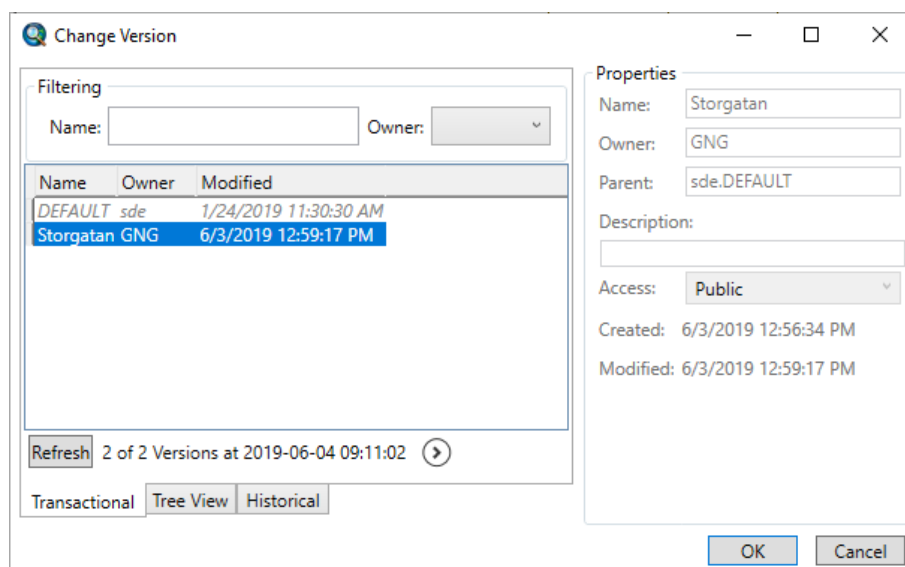 Change Version
Filtering
Name:
Owner:
Name Owner Modified
DEFAULT sde 1/24/2019 11:30:30 AM
Storgatan GNG 6/3/2019 12:59:17 PM
Refresh 2 of 2 Versions at 2019-06-04 09:11:02
Transactional Tree View Historical
Properties
Name: Storgatan
Owner: GNG
Parent: sde.DEFAULT
Description:
Access: Public
Created: 6/3/2019 12:56:34 PM
Modified: 6/3/2019 12:59:17 PM
OK Cancel